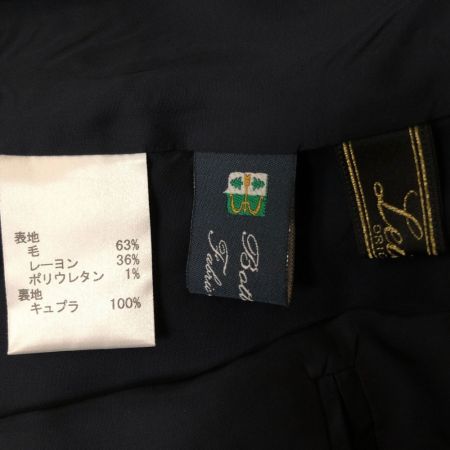 表地
毛 63%
レーヨン 36%
ポリウレタン 1%
裏地
キュプラ 100%